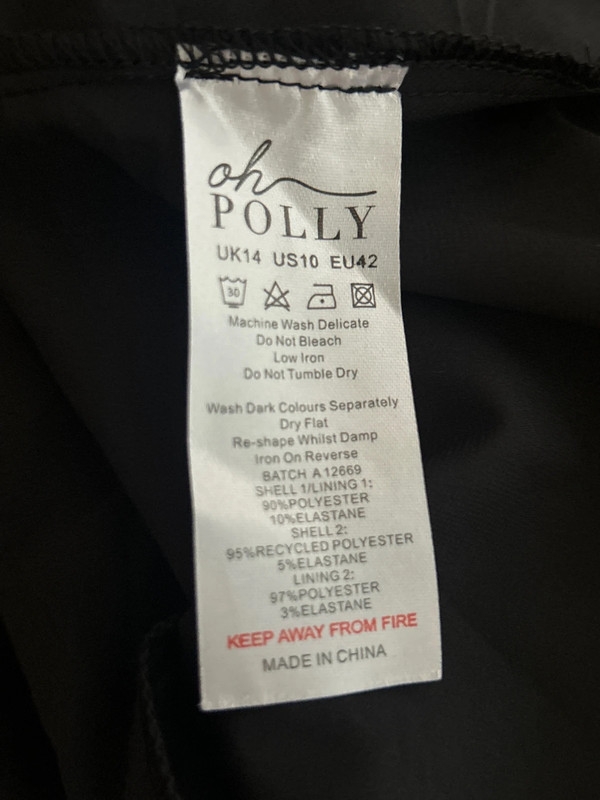 oh
POLLY
UK14 US10 EU42
30
Machine Wash Delicate
Do Not Bleach
Low Iron
Do Not Tumble Dry
Wash Dark Colours Separately
Dry Flat
Re-shape Whilst Damp
Iron On Reverse
BATCH A12669
SHELL 1/LINING 1:
90%POLYESTER
10%ELASTANE
SHELL 2:
95%RECYCLED POLYESTER
5%ELASTANE
LINING 2:
97%POLYESTER
3%ELASTANE
KEEP AWAY FROM FIRE
MADE IN CHINA